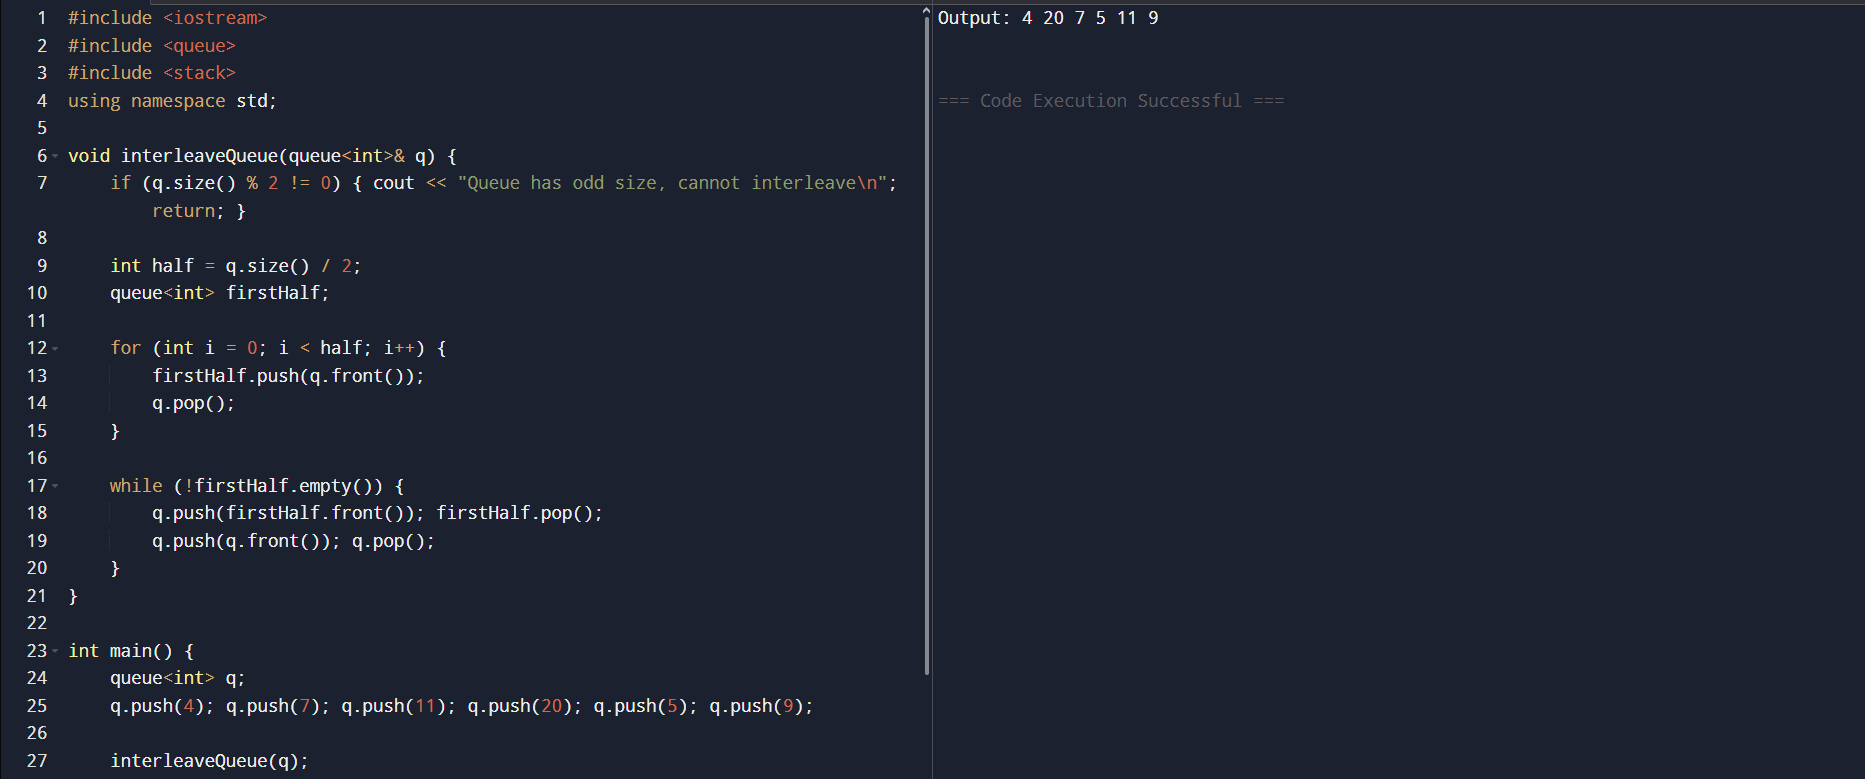 1 #include <iostream>
2 #include <queue>
3 #include <stack>
4 using namespace std;
5
6 void interleaveQueue(queue<int>& q) {
7     if (q.size() % 2 != 0) { cout << "Queue has odd size, cannot interleave\n";
        return; }
8
9     int half = q.size() / 2;
10     queue<int> firstHalf;
11
12     for (int i = 0; i < half; i++) {
13         firstHalf.push(q.front());
14         q.pop();
15     }
16
17     while (!firstHalf.empty()) {
18         q.push(firstHalf.front()); firstHalf.pop();
19         q.push(q.front()); q.pop();
20     }
21 }
22
23 int main() {
24     queue<int> q;
25     q.push(4); q.push(7); q.push(11); q.push(20); q.push(5); q.push(9);
26
27     interleaveQueue(q);
Output: 4 20 7 5 11 9
=== Code Execution Successful ===